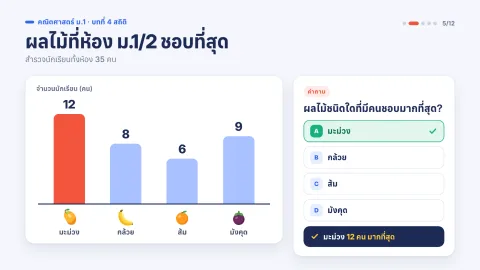 คณิตศาสตร์ ม.1 · บทที่ 4 สถิติ
5/12
ผลไม้ที่ห้อง ม.1/2 ชอบที่สุด
สำรวจนักเรียนทั้งห้อง 35 คน
จำนวนนักเรียน (คน)
12
8
6
9
มะม่วง
กล้วย
ส้ม
มังคุด
คำถาม
ผลไม้ชนิดใดที่มีคนชอบมากที่สุด?
A มะม่วง
B กล้วย
C ส้ม
D มังคุด
มะม่วง 12 คน มากที่สุด